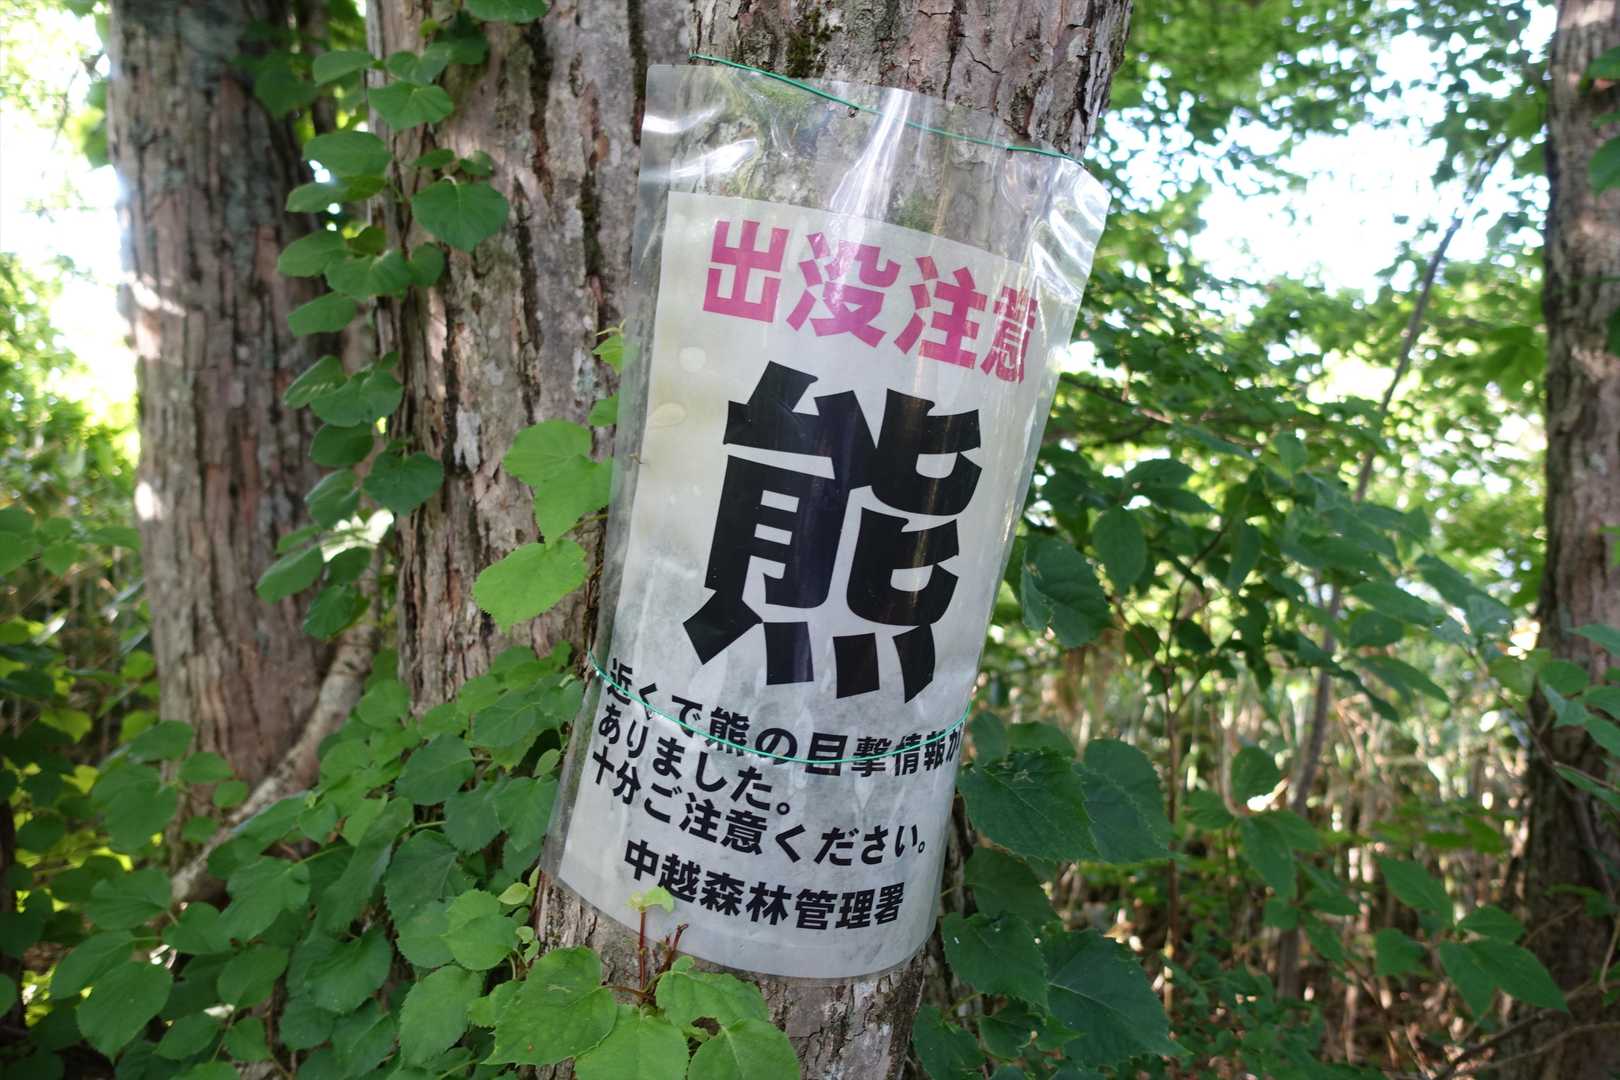 出没注意
熊
近くで熊の目撃情報が
ありました。
十分ご注意ください。
中越森林管理署